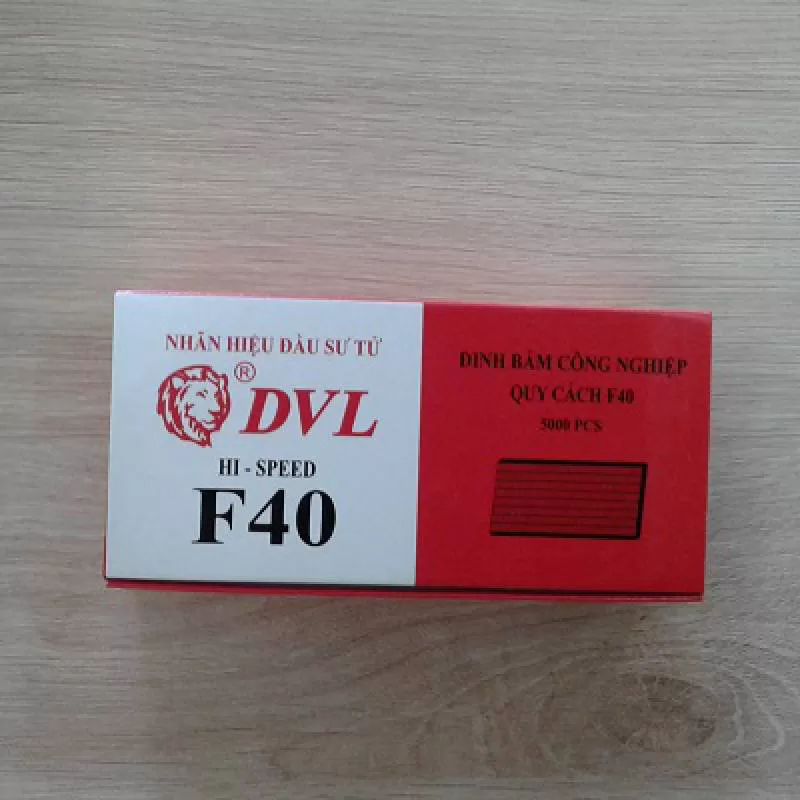 NHÃN HIỆU ĐẦU SƯ TỬ
® DVL
HI - SPEED
F40
ĐINH BẤM CÔNG NGHIỆP
QUY CÁCH F40
5000 PCS